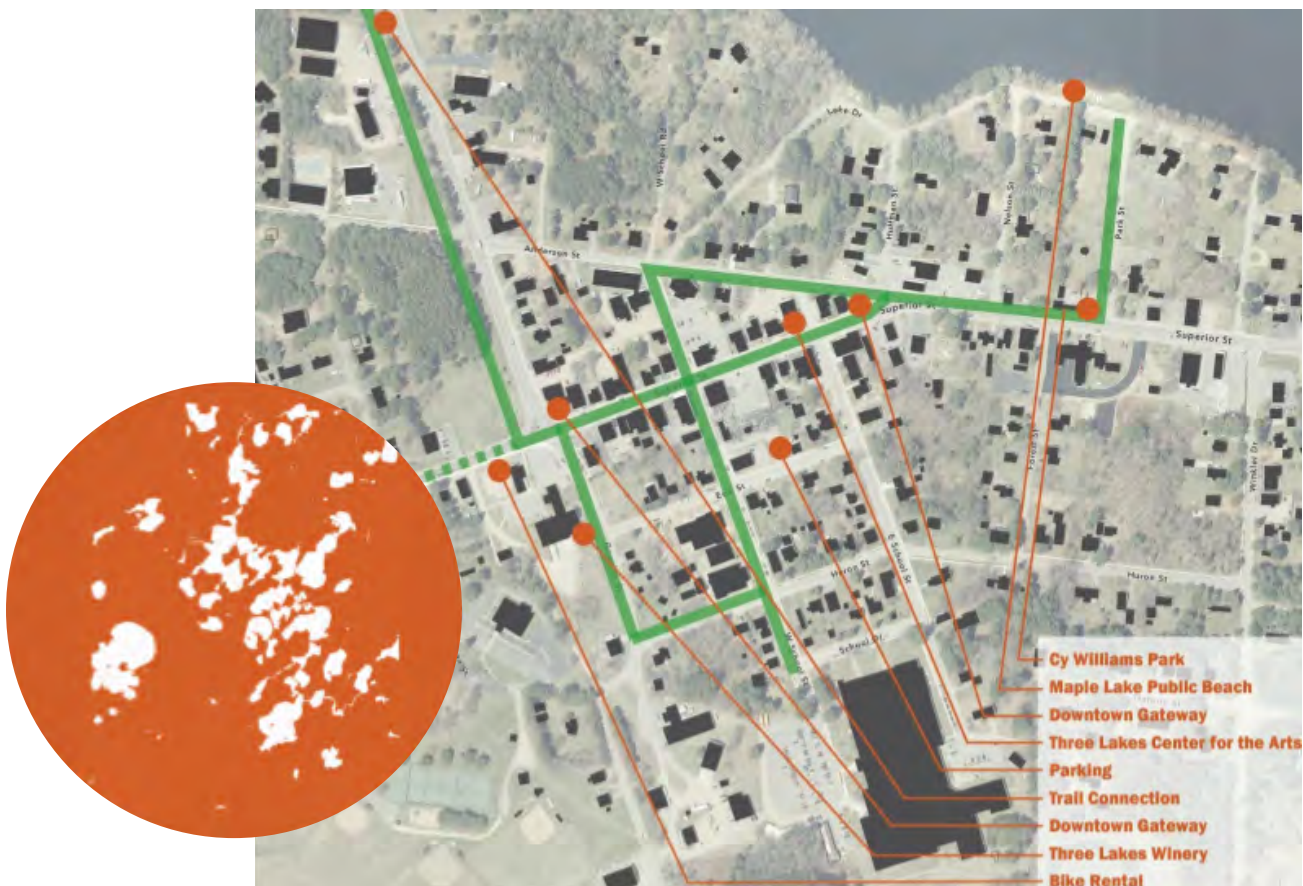 Lake Dr
W School Rd
Huffman St
Nelson St
Park St
Anderson St
Superior St
Superior St
Forest St
Winkler Dr
Erie St
E School St
Huron St
Huron St
School Dr
W School St
Cy Williams Park
Maple Lake Public Beach
Downtown Gateway
Three Lakes Center for the Arts
Parking
Trail Connection
Downtown Gateway
Three Lakes Winery
Bike Rental